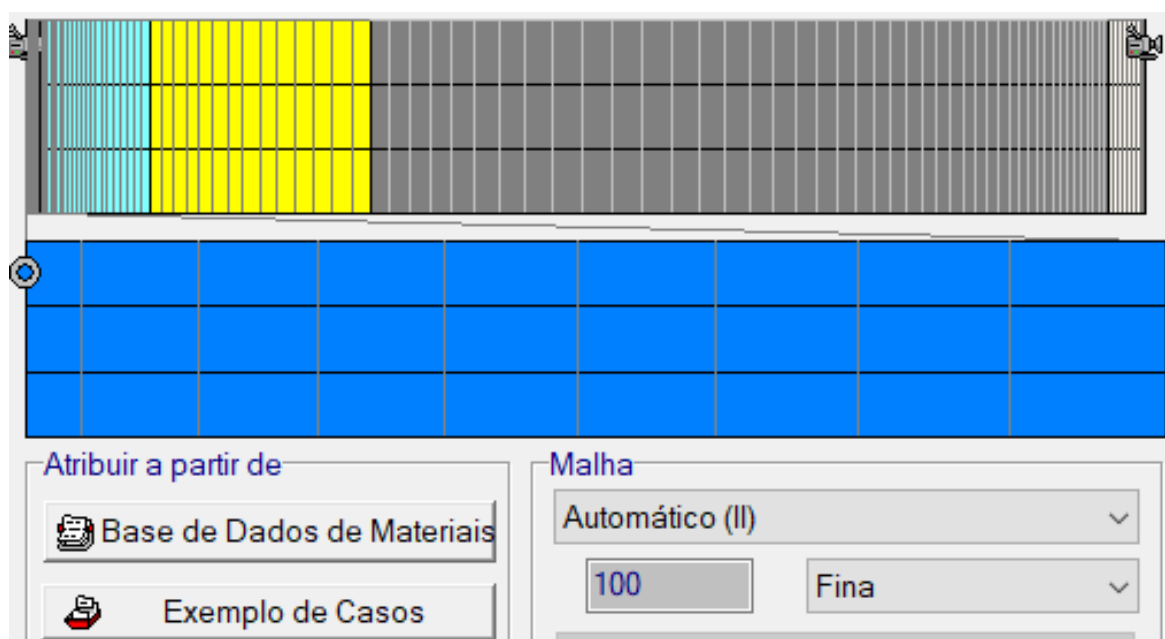 Atribuir a partir de
Malha
Base de Dados de Materiais
Automático (II)
100
Fina
Exemplo de Casos